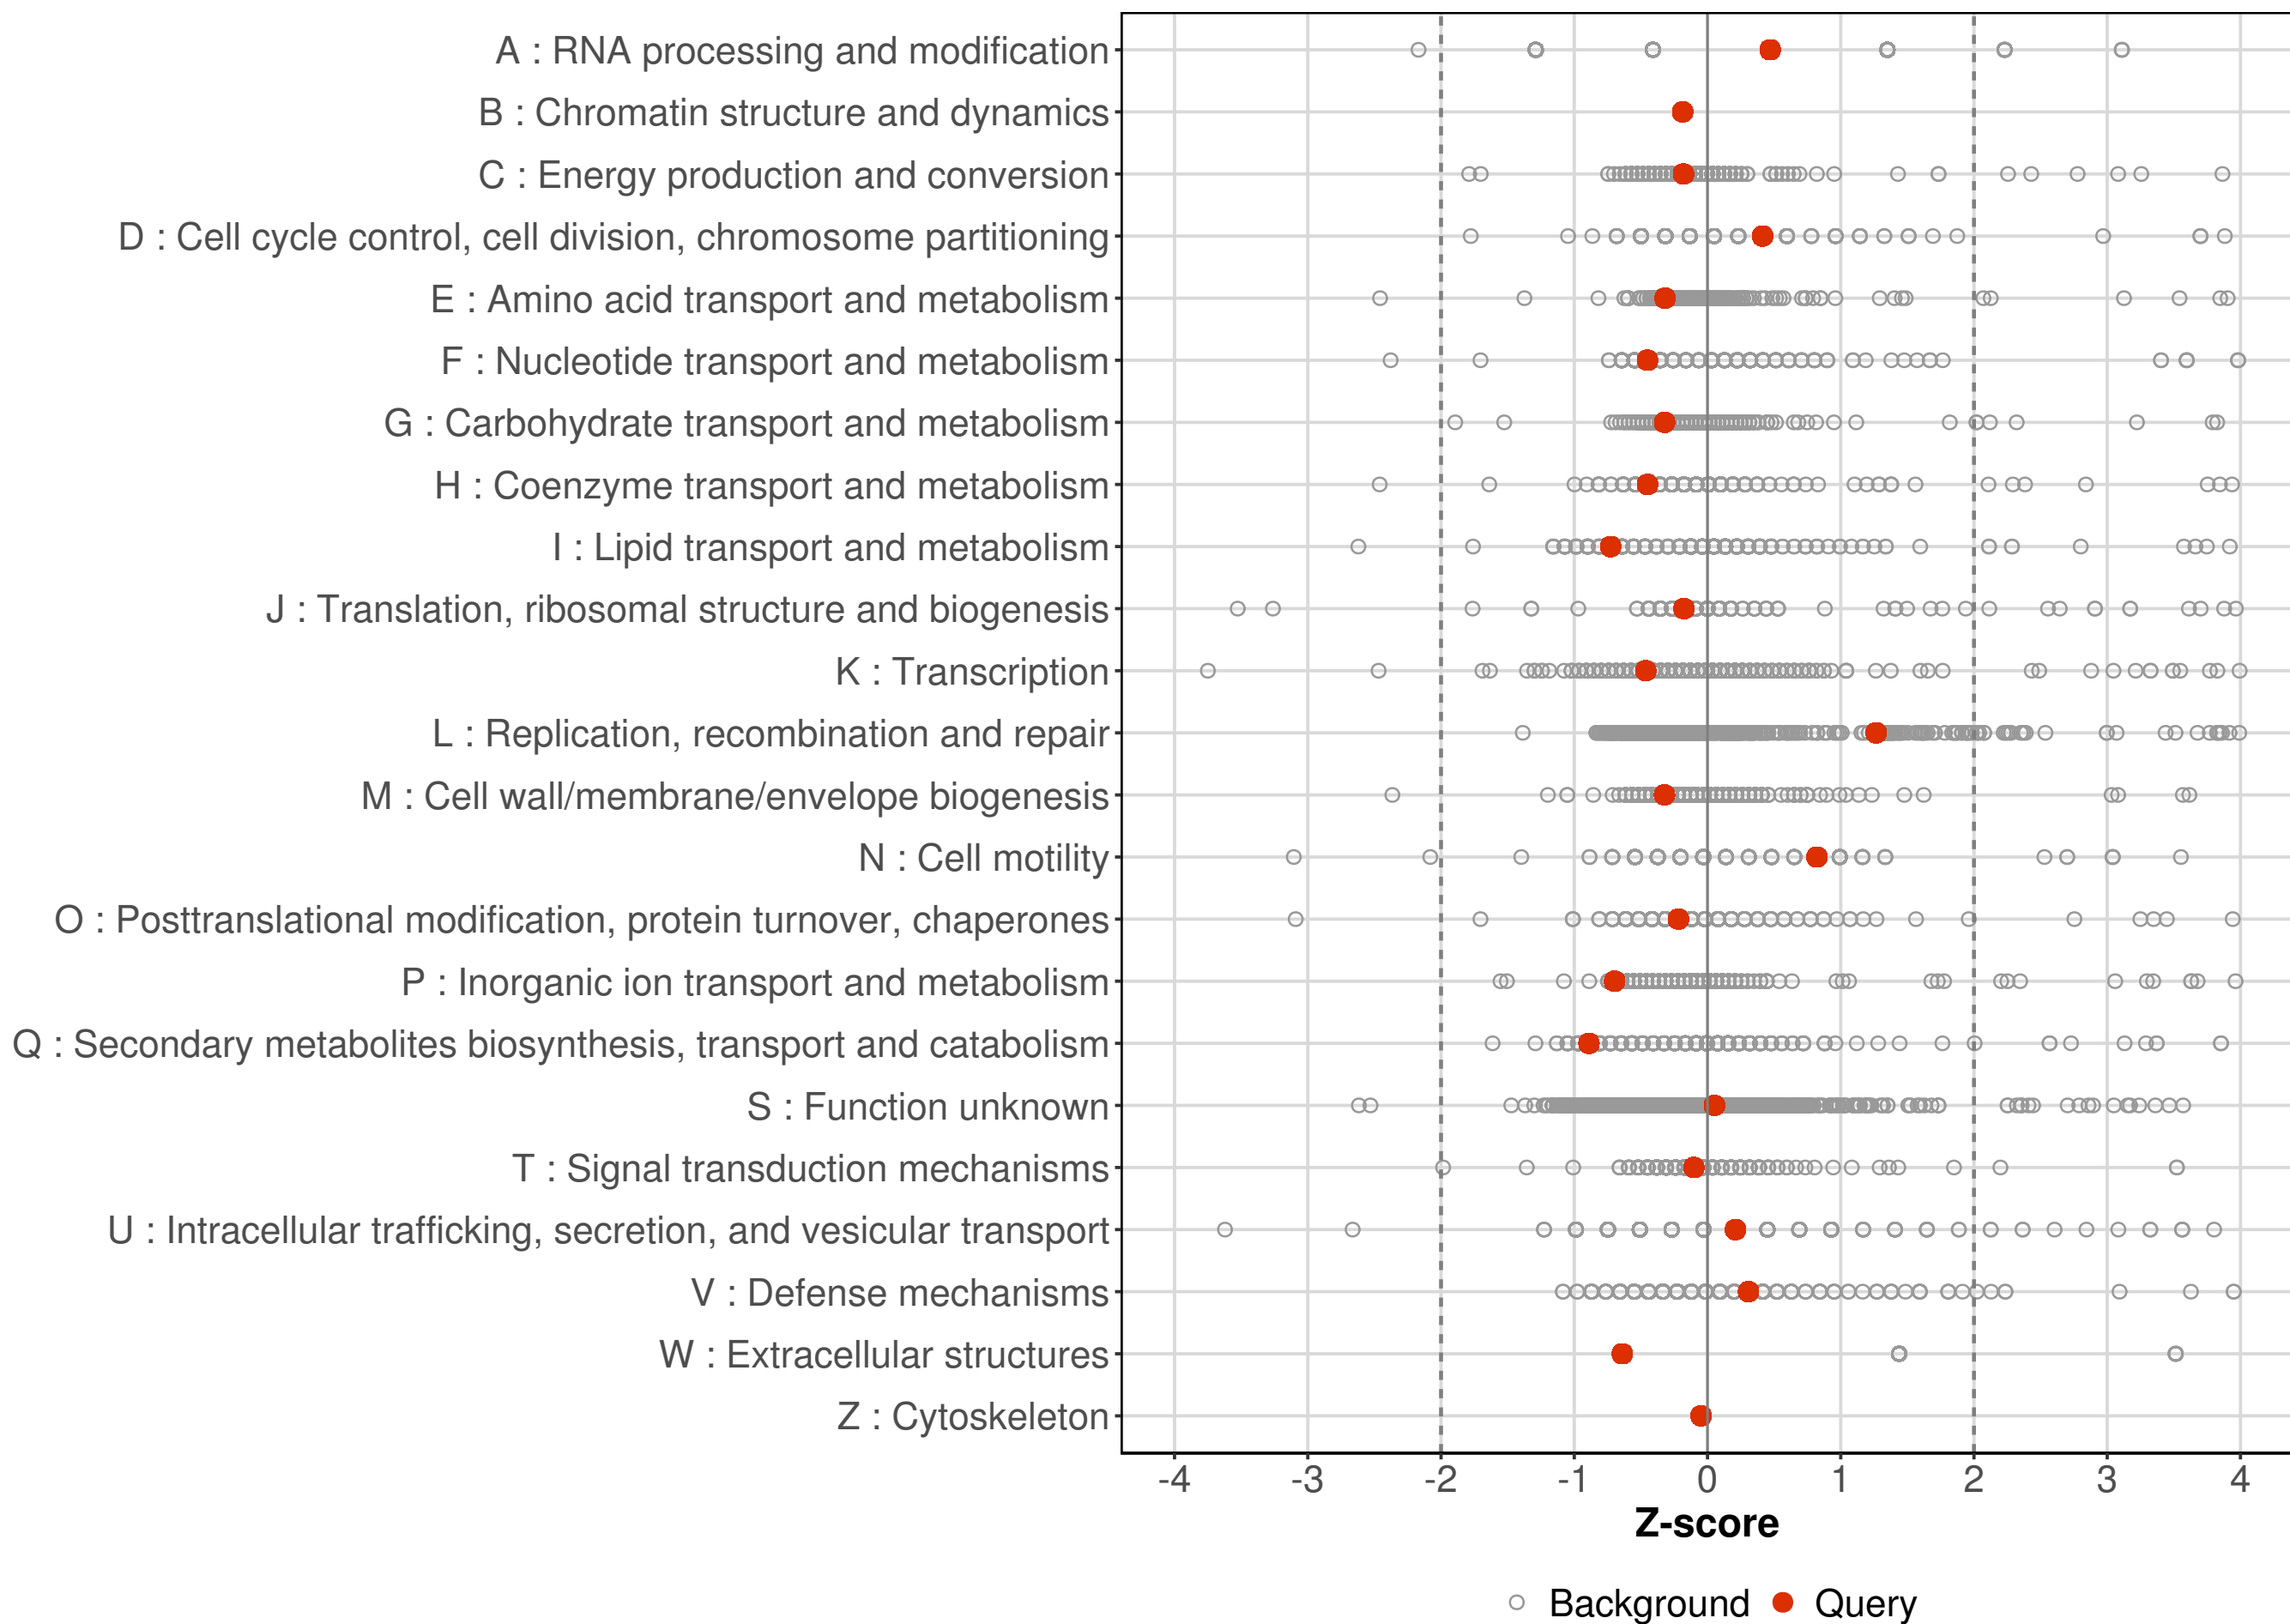 A : RNA processing and modification
B : Chromatin structure and dynamics
C : Energy production and conversion
D : Cell cycle control, cell division, chromosome partitioning
E : Amino acid transport and metabolism
F : Nucleotide transport and metabolism
G : Carbohydrate transport and metabolism
H : Coenzyme transport and metabolism
I : Lipid transport and metabolism
J : Translation, ribosomal structure and biogenesis
K : Transcription
L : Replication, recombination and repair
M : Cell wall/membrane/envelope biogenesis
N : Cell motility
O : Posttranslational modification, protein turnover, chaperones
P : Inorganic ion transport and metabolism
Q : Secondary metabolites biosynthesis, transport and catabolism
S : Function unknown
T : Signal transduction mechanisms
U : Intracellular trafficking, secretion, and vesicular transport
V : Defense mechanisms
W : Extracellular structures
Z : Cytoskeleton
-4 -3 -2 -1 0 1 2 3 4
Z-score
Background Query